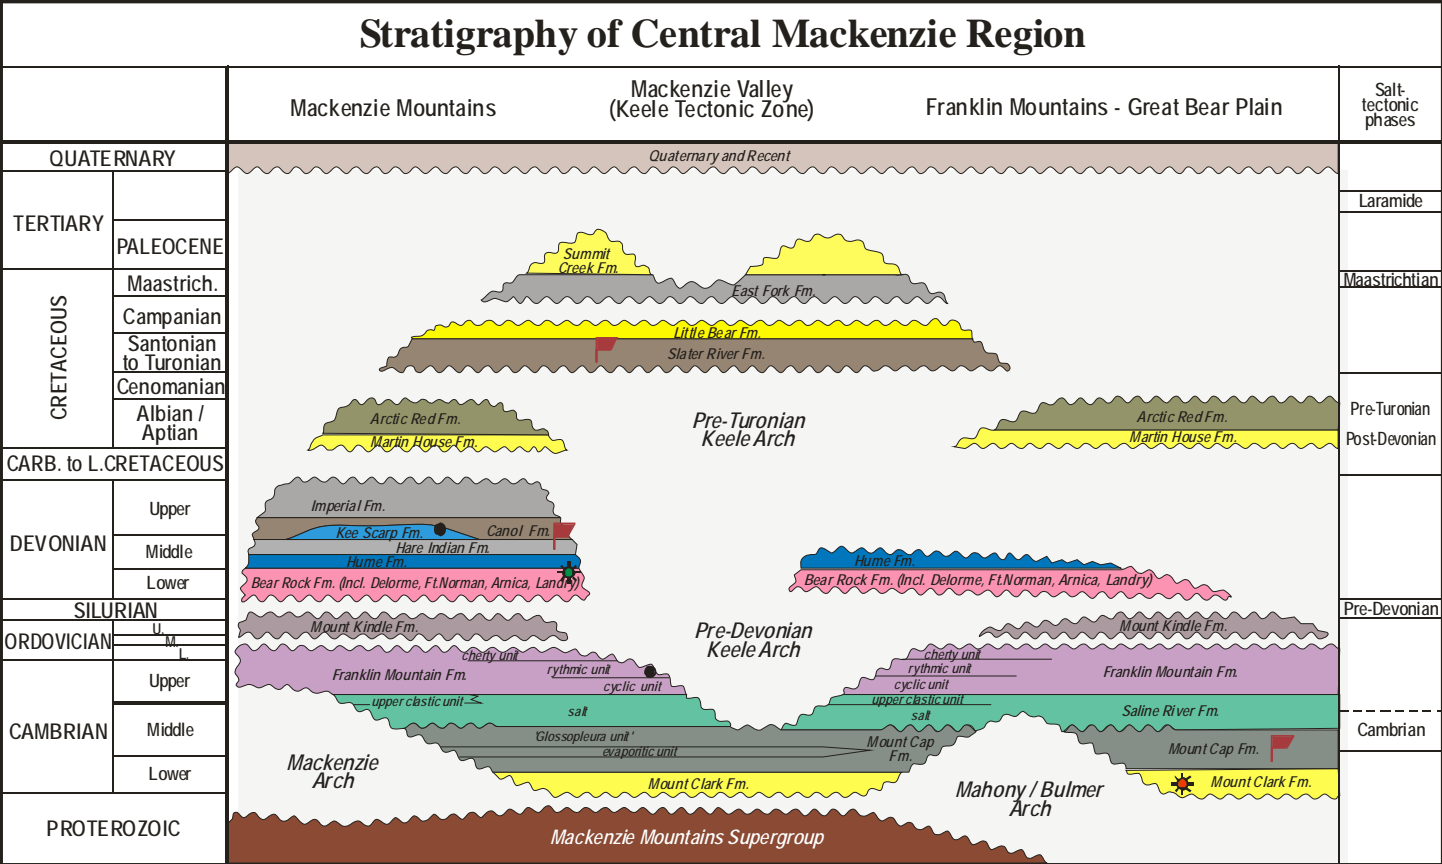 Stratigraphy of Central Mackenzie Region
Mackenzie Mountains
Mackenzie Valley
(Keele Tectonic Zone)
Franklin Mountains - Great Bear Plain
Salt-
tectonic
phases
QUATERNARY
Quaternary and Recent
TERTIARY
PALEOCENE
Laramide
Summit
Creek Fm.
CRETACEOUS
Maastrich.
East Fork Fm.
Maastrichtian
Campanian
Little Bear Fm.
Santonian
to Turonian
Slater River Fm.
Cenomanian
Albian /
Aptian
Arctic Red Fm.
Martin House Fm.
Pre-Turonian
Keele Arch
Arctic Red Fm.
Martin House Fm.
Pre-Turonian
Post-Devonian
CARB. to L.CRETACEOUS
DEVONIAN
Upper
Middle
Lower
Imperial Fm.
Kee Scarp Fm.
Canol Fm.
Hare Indian Fm.
Hume Fm.
Bear Rock Fm. (Incl. Delorme, Ft.Norman, Arnica, Landry)
Hume Fm.
Bear Rock Fm. (Incl. Delorme, Ft.Norman, Arnica, Landry)
SILURIAN
Pre-Devonian
ORDOVICIAN
U.
M.
L.
Mount Kindle Fm.
Pre-Devonian
Keele Arch
Mount Kindle Fm.
cherty unit
rythmic unit
cyclic unit
Franklin Mountain Fm.
cherty unit
rythmic unit
cyclic unit
Franklin Mountain Fm.
CAMBRIAN
Upper
Middle
Lower
upper clastic unit
salt
upper clastic unit
salt
Saline River Fm.
'Glossopleura unit'
evaporitic unit
Mount Cap
Fm.
Mount Cap Fm.
Cambrian
Mackenzie
Arch
Mount Clark Fm.
Mahony / Bulmer
Arch
Mount Clark Fm.
PROTEROZOIC
Mackenzie Mountains Supergroup